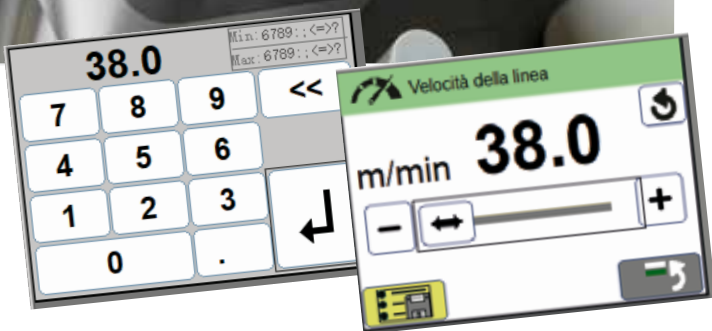 38.0
Min: 6789:;<=>?
Max: 6789:;<=>?
7 8 9 <<
4 5 6
1 2 3
0 .
Velocità della linea
m/min 38.0
- +